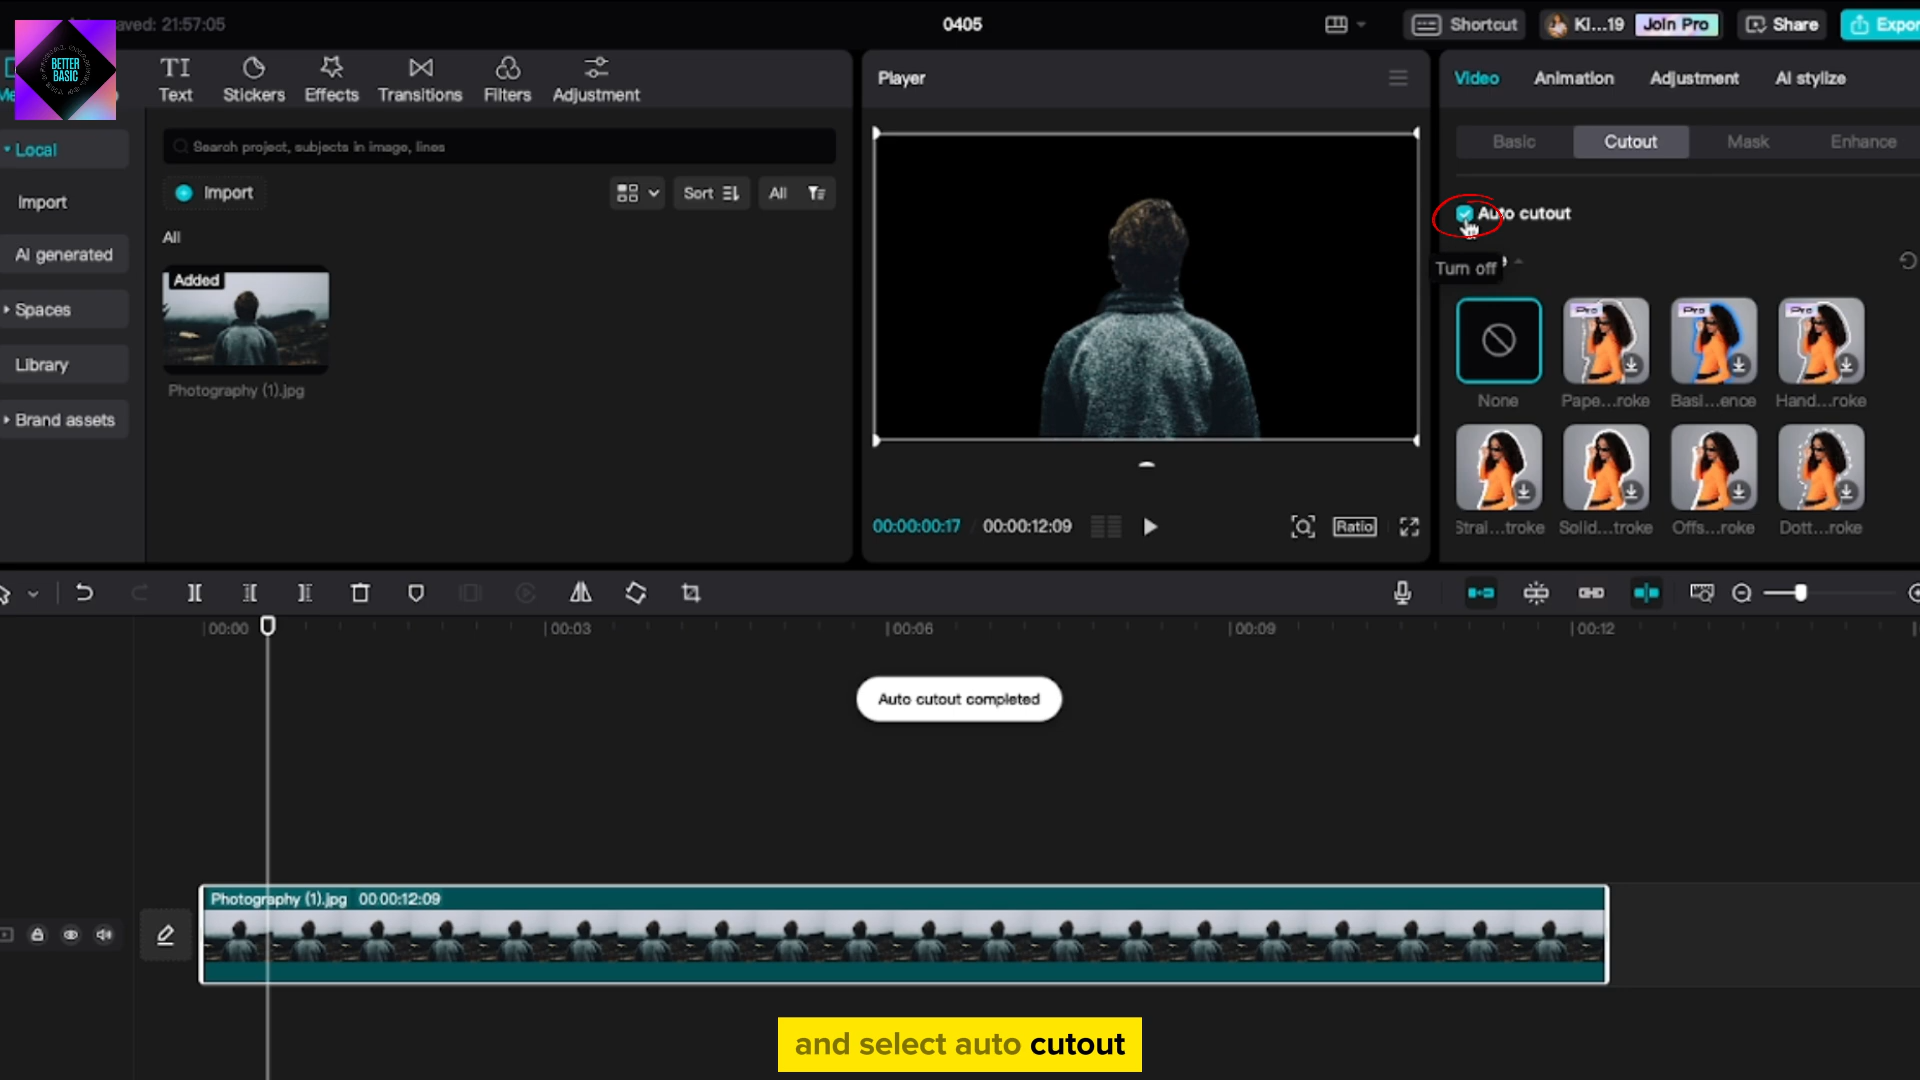 aved: 21:57:05
0405
Shortcut
KI...19
Join Pro
Share
Expor
BETTER
BASIC
Text
Stickers
Effects
Transitions
Filters
Adjustment
Player
Video
Animation
Adjustment
AI stylize
Basic
Cutout
Mask
Enhance
Local
Import
AI generated
Spaces
Library
Brand assets
Search project, subjects in image, lines
Import
Sort
All
All
Added
Photography (1).jpg
Auto cutout
Turn off
Pro
Pro
Pro
None
Pape...roke
Basi...ence
Hand...roke
Strai...troke
Solid...troke
Offs...roke
Dott...roke
00:00:00:17
00:00:12:09
Ratio
00:00
00:03
00:06
00:09
00:12
Auto cutout completed
Photography (1).jpg 00:00:12:09
and select auto cutout